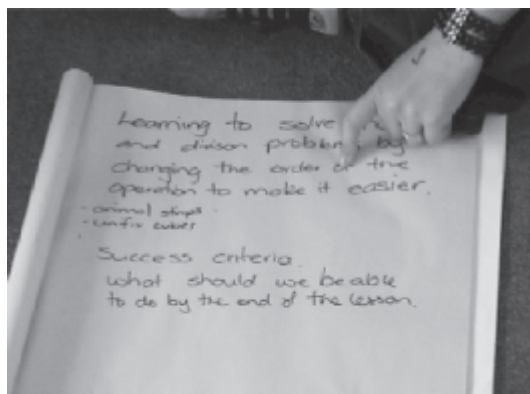 Learning to solve
and divison problems by
changing the order of the
operation to make it easier.
- animal strips
- unifix cubes
Success criteria.
what should we be able
to do by the end of the lesson.